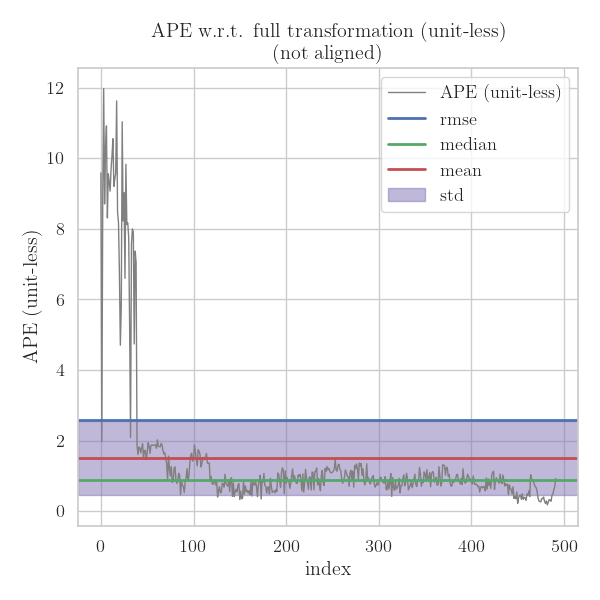 APE w.r.t. full transformation (unit-less)
(not aligned)
APE (unit-less)
rmse
median
mean
std
APE (unit-less)
12
10
8
6
4
2
0
0 100 200 300 400 500
index